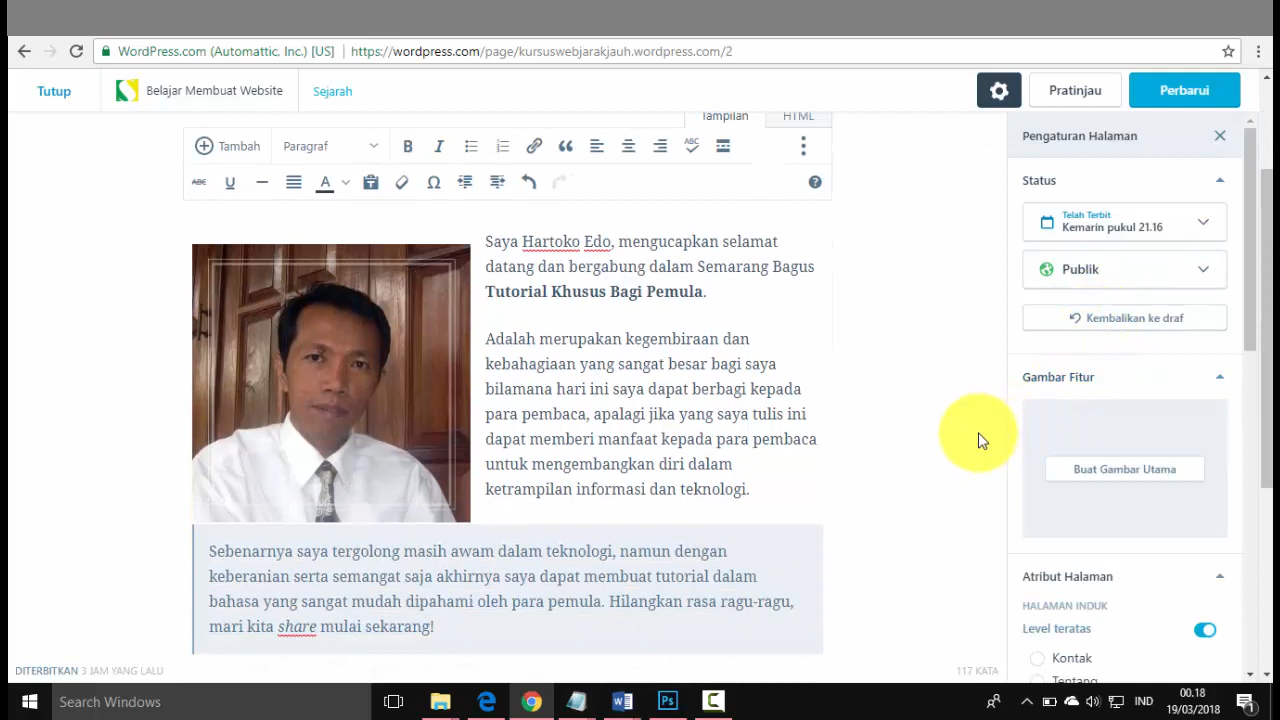 WordPress.com (Automattic, Inc.) [US] https://wordpress.com/page/kursuswebjarakjauh.wordpress.com/2
Tutup Belajar Membuat Website Sejarah Pratinjau Perbarui
Tampilan HTML
Pengaturan Halaman
Tambah Paragraf B I ABC
Status
ABC U A Ω
Telah Terbit
Kemarin pukul 21.16
Publik
Kembalikan ke draf
Saya Hartoko Edo, mengucapkan selamat
datang dan bergabung dalam Semarang Bagus
Tutorial Khusus Bagi Pemula.
Adalah merupakan kegembiraan dan
kebahagiaan yang sangat besar bagi saya
bilamana hari ini saya dapat berbagi kepada
para pembaca, apalagi jika yang saya tulis ini
dapat memberi manfaat kepada para pembaca
untuk mengembangkan diri dalam
ketrampilan informasi dan teknologi.
Gambar Fitur
Buat Gambar Utama
Sebenarnya saya tergolong masih awam dalam teknologi, namun dengan
keberanian serta semangat saja akhirnya saya dapat membuat tutorial dalam
bahasa yang sangat mudah dipahami oleh para pemula. Hilangkan rasa ragu-ragu,
mari kita share mulai sekarang!
Atribut Halaman
HALAMAN INDUK
Level teratas
Kontak
Tentang
DITERBITKAN 3 JAM YANG LALU 117 KATA
Search Windows
IND
00.18
19/03/2018
1